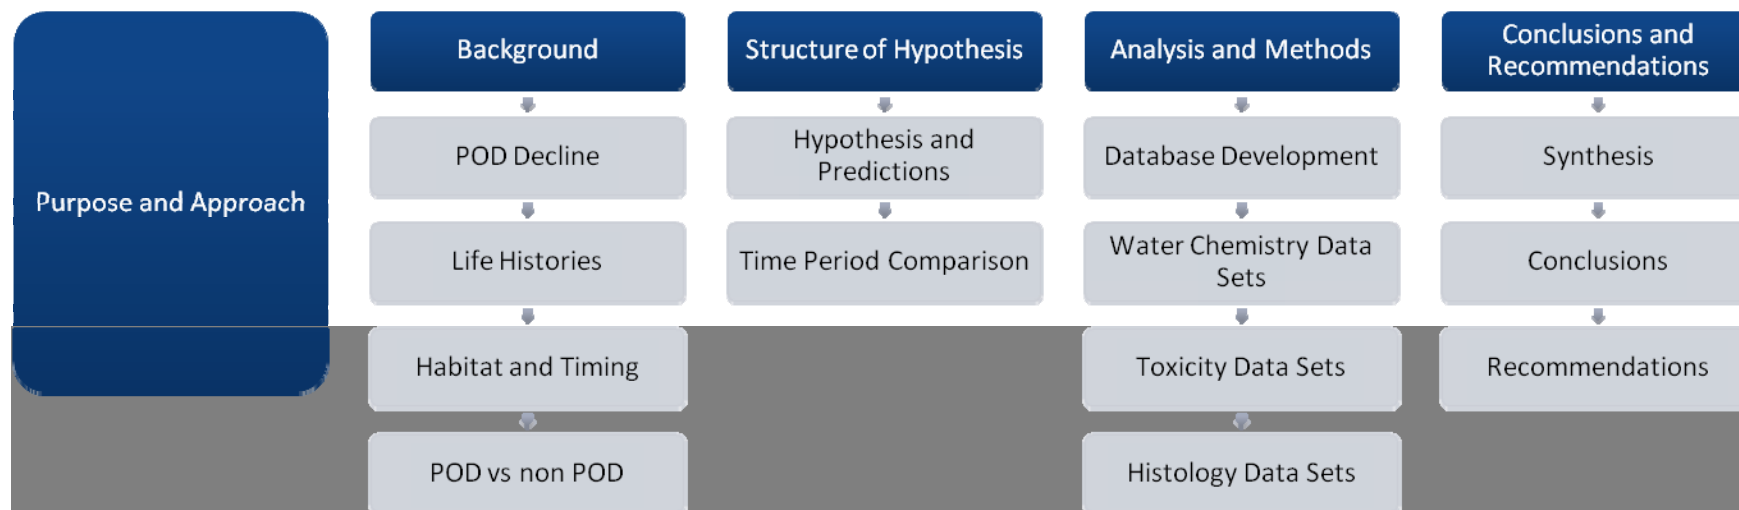 Purpose and Approach
Background
POD Decline
Life Histories
Habitat and Timing
POD vs non POD
Structure of Hypothesis
Hypothesis and
Predictions
Time Period Comparison
Analysis and Methods
Database Development
Water Chemistry Data
Sets
Toxicity Data Sets
Histology Data Sets
Conclusions and
Recommendations
Synthesis
Conclusions
Recommendations